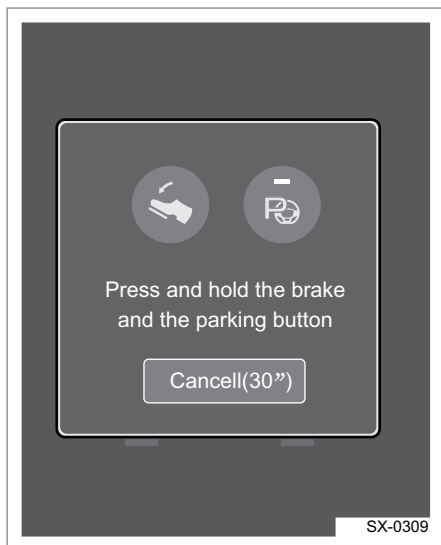 P
Press and hold the brake
and the parking button
Cancell(30”)
SX-0309